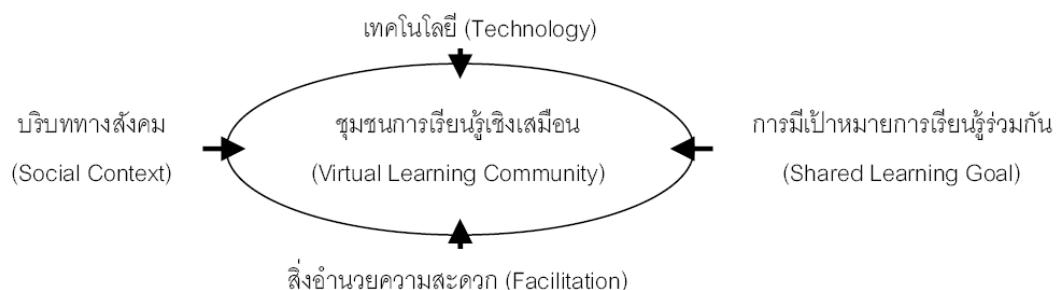 เทคโนโลยี (Technology)
บริบททางสังคม
(Social Context)
ชุมชนการเรียนรู้เชิงเสมือน
(Virtual Learning Community)
การมีเป้าหมายการเรียนรู้ร่วมกัน
(Shared Learning Goal)
สิ่งอำนวยความสะดวก (Facilitation)